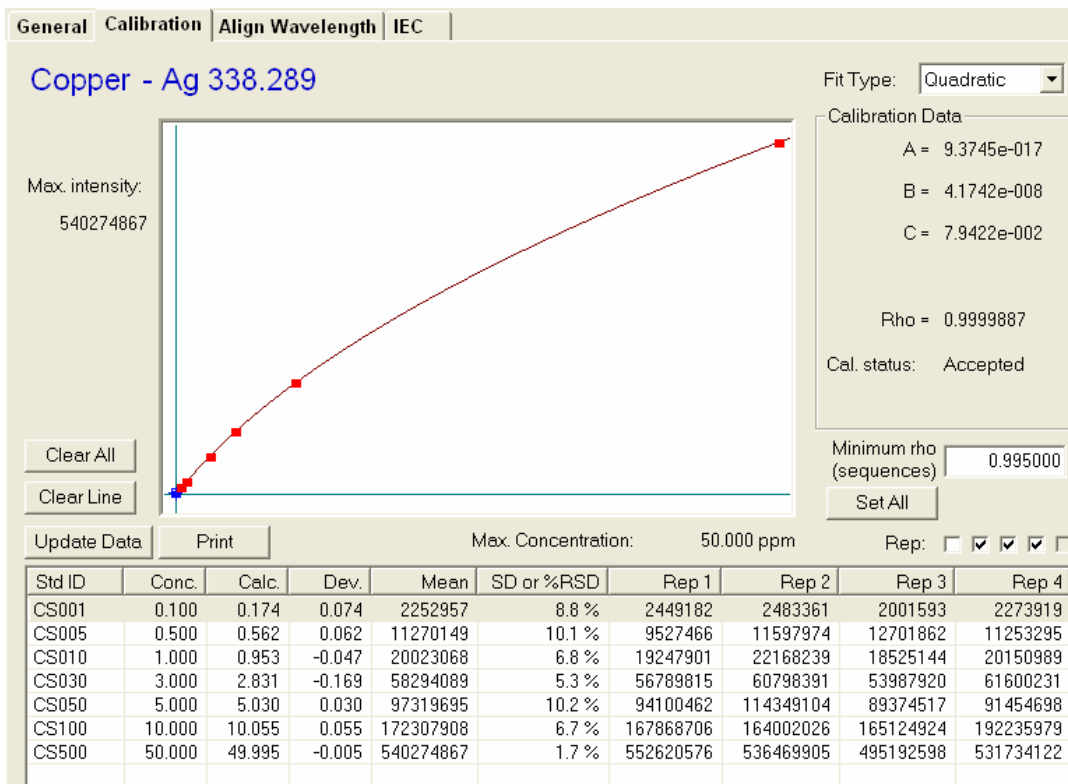 General Calibration Align Wavelength IEC
Copper - Ag 338.289
Fit Type: Quadratic
Calibration Data
A = 9.3745e-017
Max. intensity:
B = 4.1742e-008
540274867
C = 7.9422e-002
Rho = 0.9999887
Cal. status: Accepted
Clear All
Minimum rho
(sequences) 0.995000
Clear Line
Set All
Update Data Print Max. Concentration: 50.000 ppm Rep:
Std ID Conc. Calc. Dev. Mean SD or %RSD Rep 1 Rep 2 Rep 3 Rep 4
CS001 0.100 0.174 0.074 2252957 8.8 % 2449182 2483361 2001593 2273919
CS005 0.500 0.562 0.062 11270149 10.1 % 9527466 11597974 12701862 11253295
CS010 1.000 0.953 -0.047 20023068 6.8 % 19247901 22168239 18525144 20150989
CS030 3.000 2.831 -0.169 58294089 5.3 % 56789815 60798391 53987920 61600231
CS050 5.000 5.030 0.030 97319695 10.2 % 94100462 114349104 89374517 91454698
CS100 10.000 10.055 0.055 172307908 6.7 % 167868706 164002026 165124924 192235979
CS500 50.000 49.995 -0.005 540274867 1.7 % 552620576 536469905 495192598 531734122